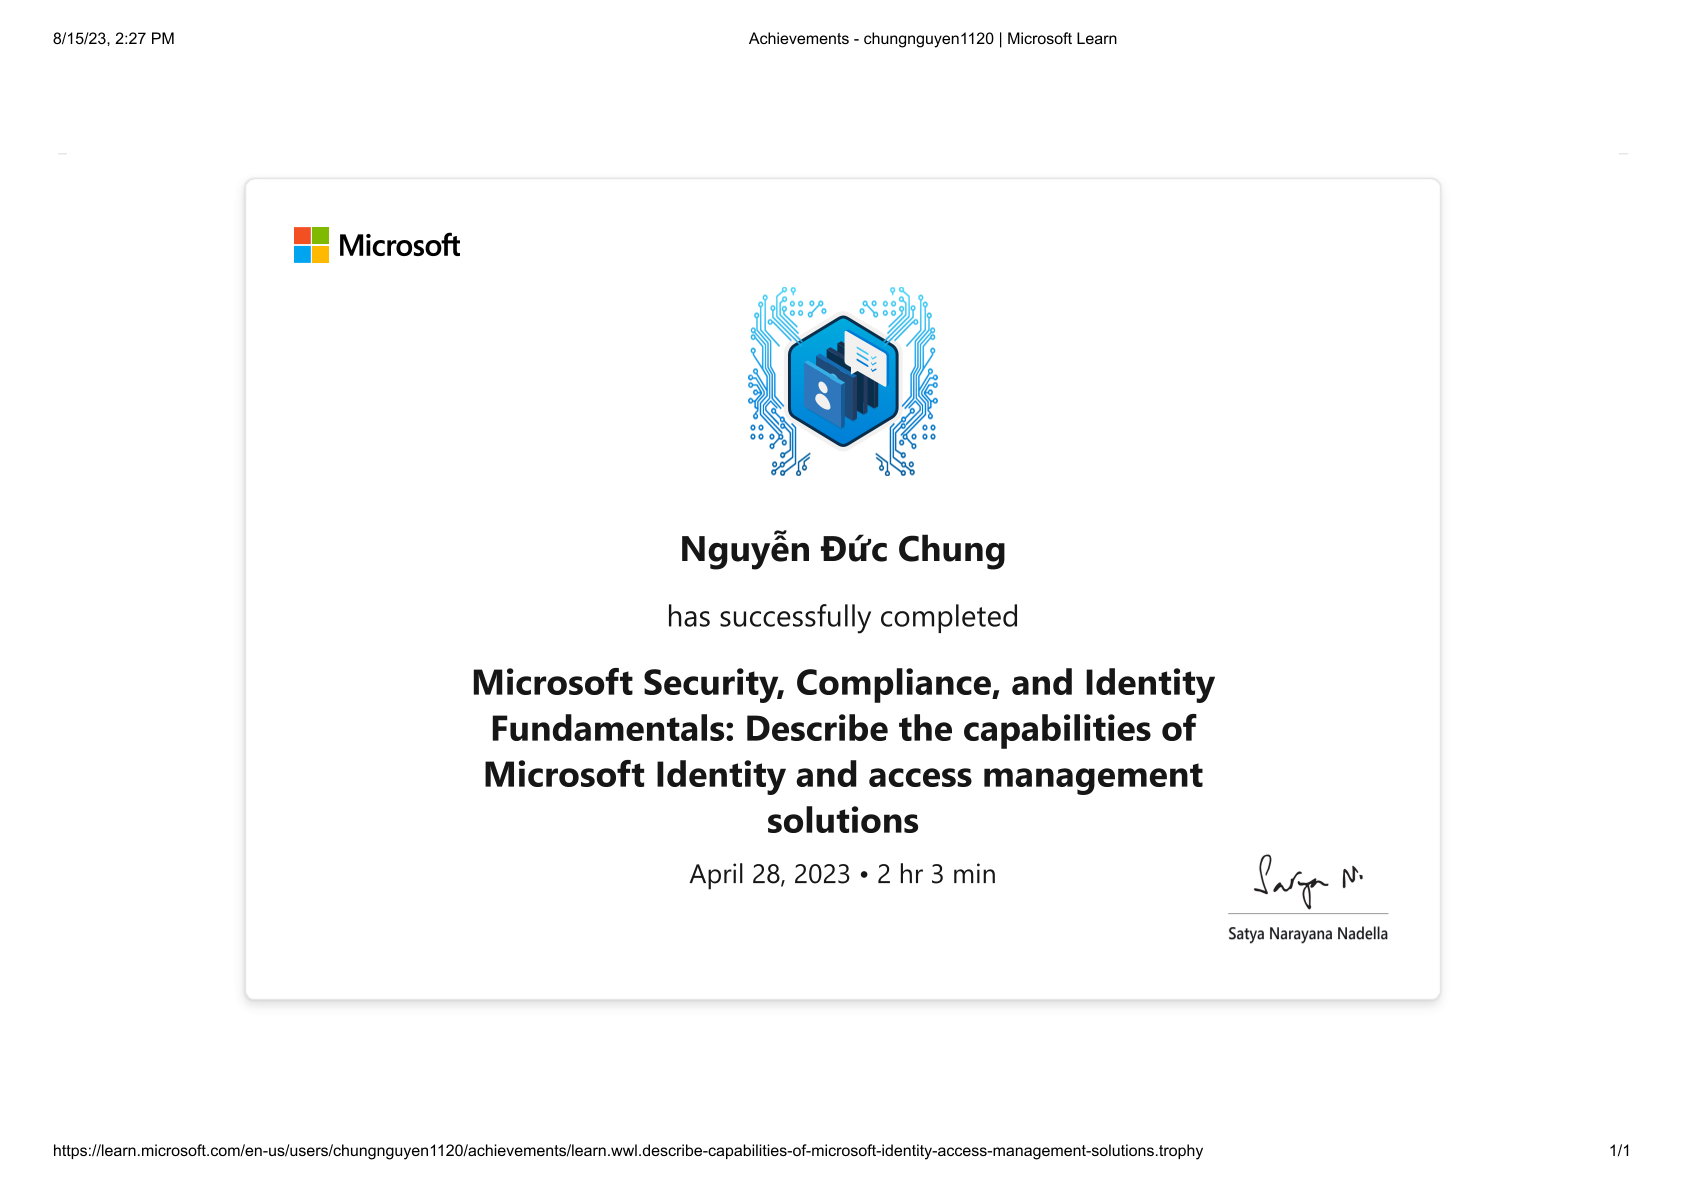 8/15/23, 2:27 PM
Achievements - chungnguyen1120 | Microsoft Learn
Microsoft
Nguyễn Đức Chung
has successfully completed
Microsoft Security, Compliance, and Identity
Fundamentals: Describe the capabilities of
Microsoft Identity and access management
solutions
April 28, 2023 • 2 hr 3 min
Satya N.
Satya Narayana Nadella
https://learn.microsoft.com/en-us/users/chungnguyen1120/achievements/learn.wwl.describe-capabilities-of-microsoft-identity-access-management-solutions.trophy
1/1